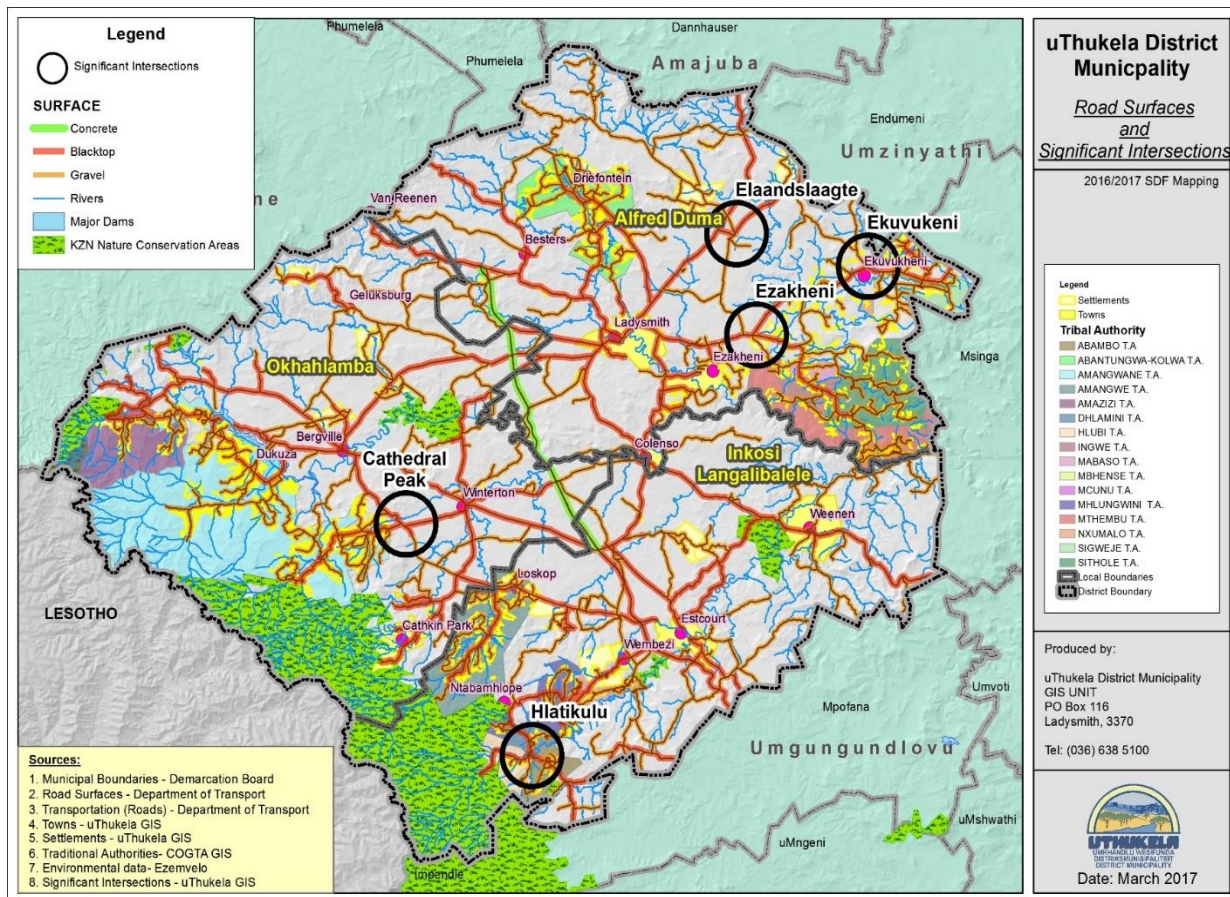 Legend
Significant Intersections
SURFACE
Concrete
Blacktop
Gravel
Rivers
Major Dams
KZN Nature Conservation Areas
Phumelela
Dannhauser
Phumelela
Amajuba
Endumeni
Umzinyathi
ne
Van Reenen
Driefontein
Elaandslaagte
Alfred Duma
Ekuvukeni
Ekuvukheni
Besters
Geluksburg
Ezakheni
Ladysmith
Ezakheni
Msinga
Okhahlamba
Bergville
Dukuza
Colenso
Inkosi
Langalibalele
Cathedral
Peak
Winterton
Weenen
Loskop
LESOTHO
Cathkin Park
Estcourt
Wembezi
Ntabamhlope
Hlatikulu
Mpofana
Umvoti
Umgungundlovu
uMshwathi
uMngeni
Impendle
Sources:
1. Municipal Boundaries - Demarcation Board
2. Road Surfaces - Department of Transport
3. Transportation (Roads) - Department of Transport
4. Towns - uThukela GIS
5. Settlements - uThukela GIS
6. Traditional Authorities- COGTA GIS
7. Environmental data- Ezemvelo
8. Significant Intersections - uThukela GIS
uThukela District
Municpality
Road Surfaces
and
Significant Intersections
2016/2017 SDF Mapping
Legend
Settlements
Towns
Tribal Authority
ABAMBO T.A
ABANTUNGWA-KOLWA T.A.
AMANGWANE T.A.
AMANGWE T.A.
AMAZIZI T.A.
DHLAMINI T.A.
HLUBI T.A.
INGWE T.A.
MABASO T.A.
MBHENSE T.A.
MCUNU T.A.
MHLUNGWINI T.A.
MTHEMBU T.A.
NXUMALO T.A.
SIGWEJE T.A.
SITHOLE T.A.
Local Boundaries
District Boundary
Produced by:
uThukela District Municipality
GIS UNIT
PO Box 116
Ladysmith, 3370
Tel: (036) 638 5100
UTHUKELA
UMKHANDLU WESIFUNDA
DISTRIKSMUNISIPALITEIT
DISTRICT MUNICIPALITY
Date: March 2017